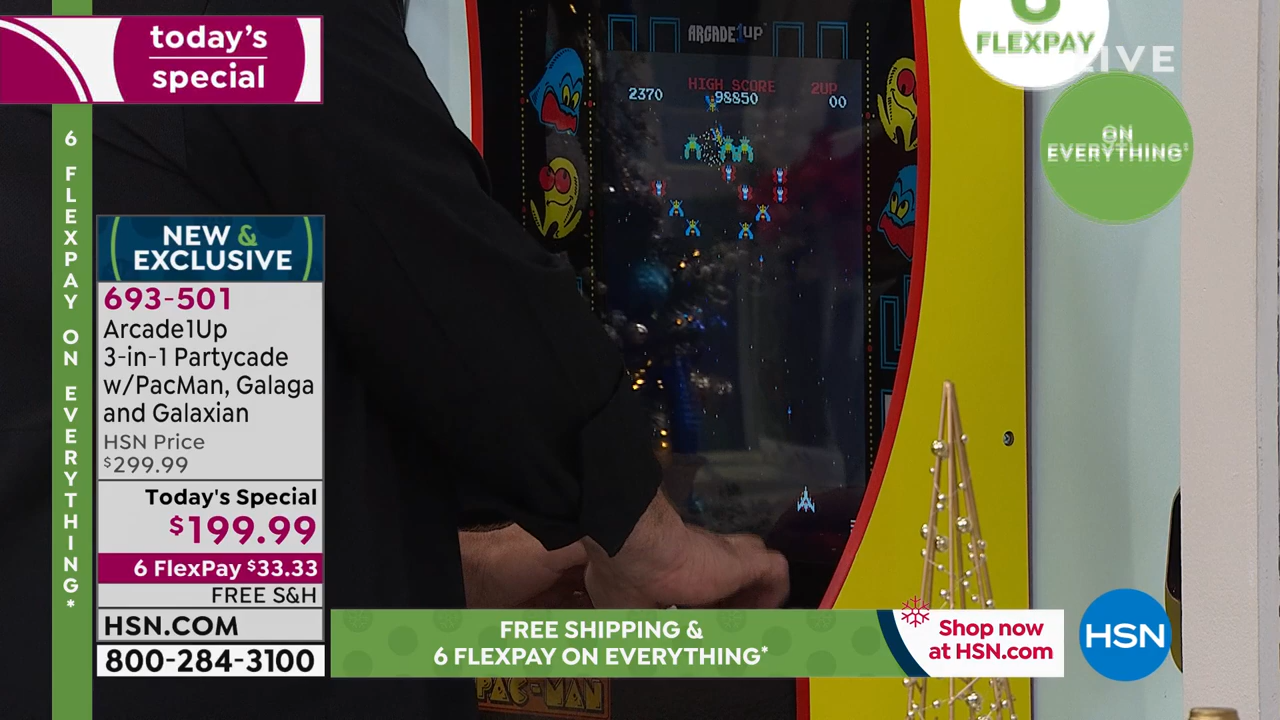 today's
special
6 FLEXPAY ON EVERYTHING*
NEW &
EXCLUSIVE
693-501
Arcade1Up
3-in-1 Partycade
w/PacMan, Galaga
and Galaxian
HSN Price
$299.99
Today's Special
$199.99
6 FlexPay $33.33
FREE S&H
HSN.COM
800-284-3100
ARCADE1UP
HIGH SCORE 2UP
2370 98850 00
6
FLEXPAY
LIVE
ON
EVERYTHING
FREE SHIPPING &
6 FLEXPAY ON EVERYTHING*
Shop now
at HSN.com
HSN
PAC-MAN